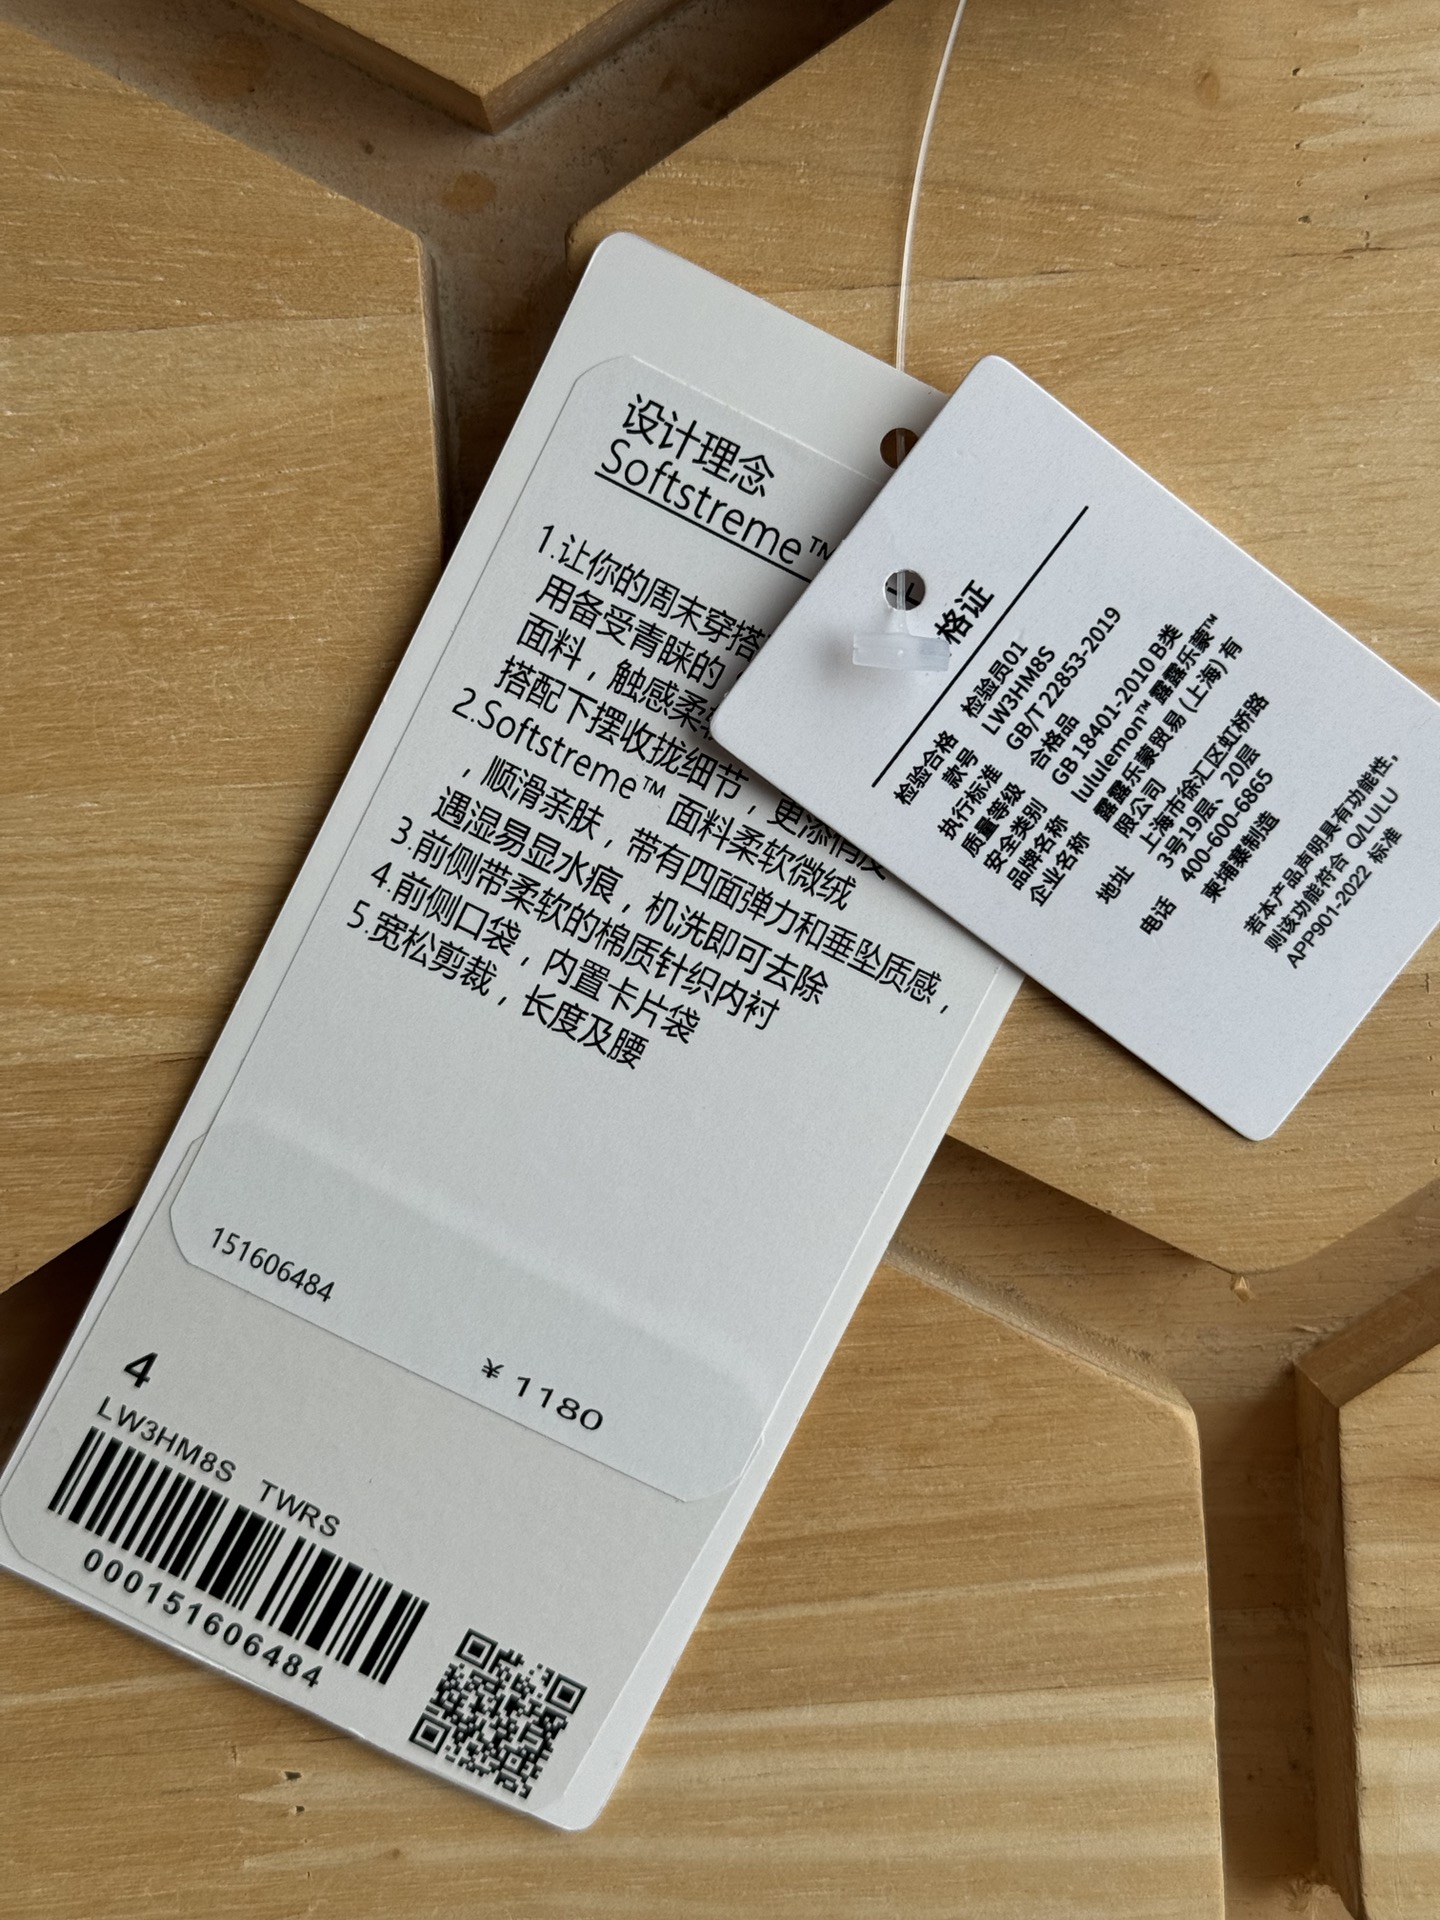 设计理念
Softstreme™
1.让你的周末穿搭
用备受青睐的
面料，触感柔软
搭配下摆收拢细节，更添俏皮
2.Softstreme™ 面料柔软微绒
，顺滑亲肤，带有四面弹力和垂坠质感，
遇湿易显水痕，机洗即可去除
3.前侧带柔软的棉质针织内衬
4.前侧口袋，内置卡片袋
5.宽松剪裁，长度及腰
151606484
¥ 1180
4
LW3HM8S TWRS
000151606484
格证
检验合格 检验员01
款号 LW3HM8S
执行标准 GB/T 22853-2019
质量等级 合格品
安全类别 GB 18401-2010 B类
品牌名称 lululemon™ 露露乐蒙™
企业名称 露露乐蒙贸易 (上海) 有
限公司
地址 上海市徐汇区虹桥路
3号19层、20层
电话 400-600-6865
柬埔寨制造
若本产品声明具有功能性，
则该功能符合 Q/LULU
APP901-2022 标准